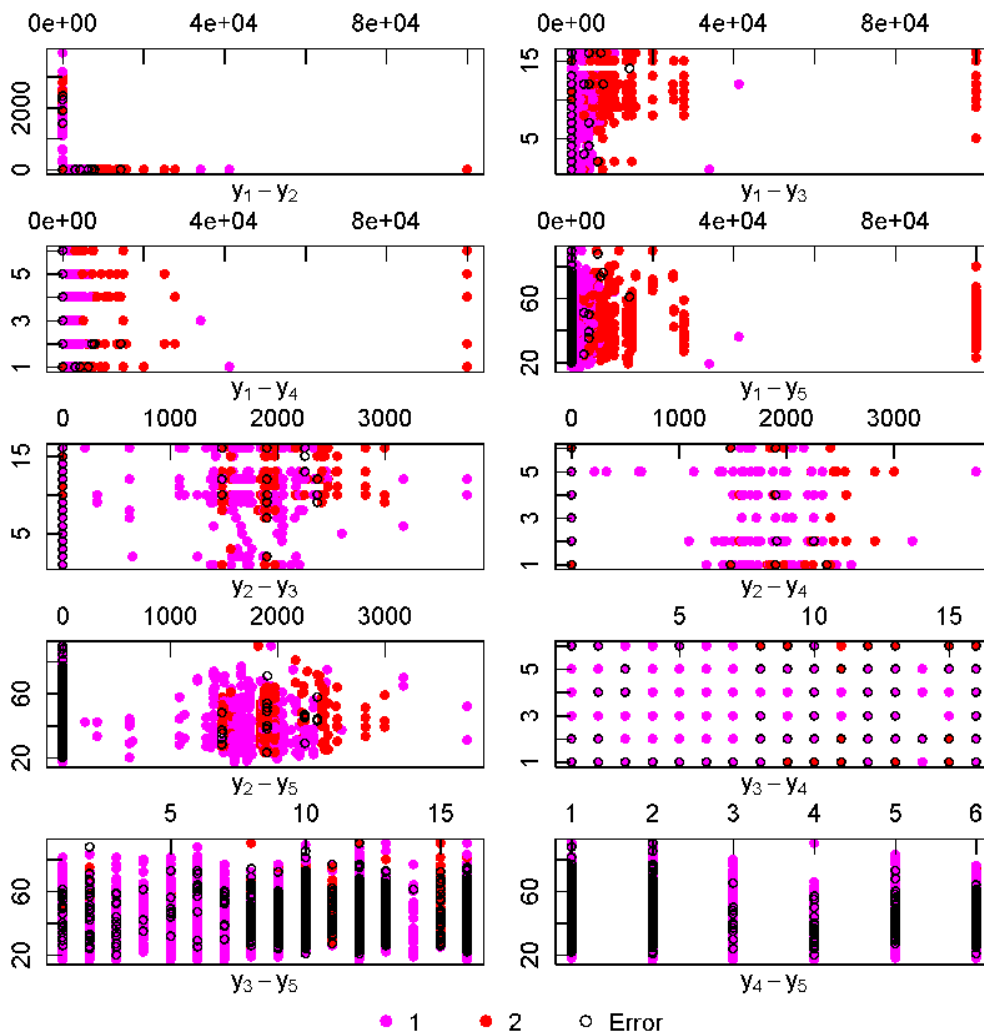 0e+00 4e+04 8e+04 0e+00 4e+04 8e+04
0 2000 5 15
y₁ − y₂ y₁ − y₃
0e+00 4e+04 8e+04 0e+00 4e+04 8e+04
1 3 5 20 60
y₁ − y₄ y₁ − y₅
0 1000 2000 3000 0 1000 2000 3000
5 15 1 3 5
y₂ − y₃ y₂ − y₄
0 1000 2000 3000 5 10 15
20 60 1 3 5
y₂ − y₅ y₃ − y₄
5 10 15 1 2 3 4 5 6
20 60 20 60
y₃ − y₅ y₄ − y₅
1 2 Error